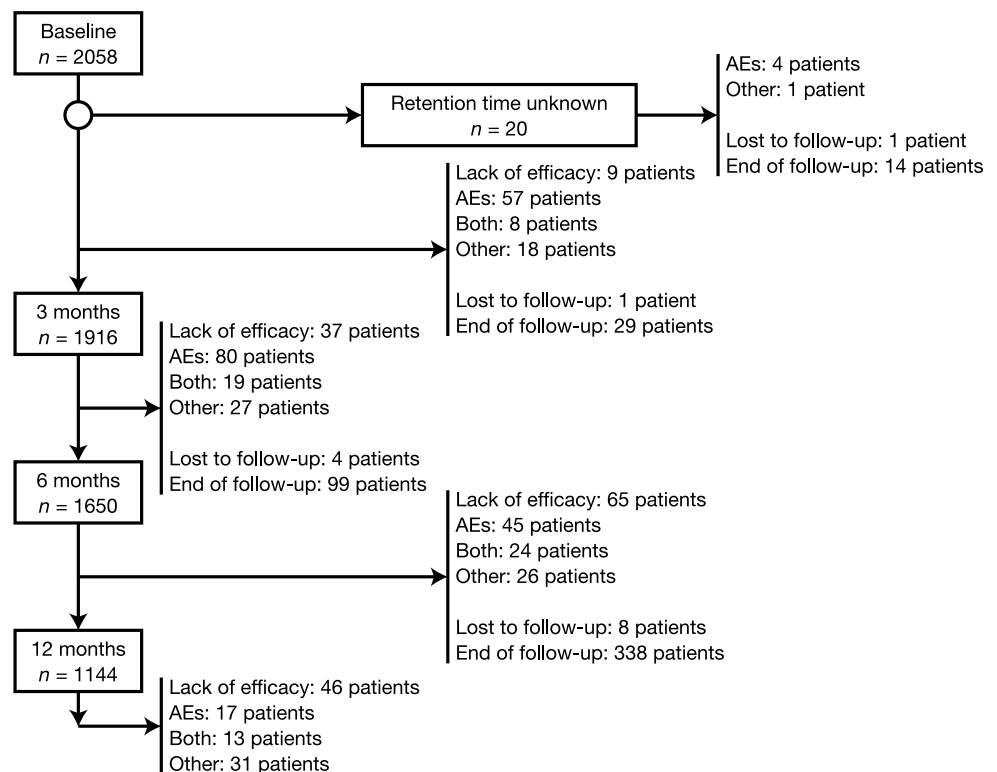 Baseline
n = 2058
Retention time unknown
n = 20
AEs: 4 patients
Other: 1 patient
Lost to follow-up: 1 patient
End of follow-up: 14 patients
Lack of efficacy: 9 patients
AEs: 57 patients
Both: 8 patients
Other: 18 patients
Lost to follow-up: 1 patient
End of follow-up: 29 patients
3 months
n = 1916
Lack of efficacy: 37 patients
AEs: 80 patients
Both: 19 patients
Other: 27 patients
Lost to follow-up: 4 patients
End of follow-up: 99 patients
6 months
n = 1650
Lack of efficacy: 65 patients
AEs: 45 patients
Both: 24 patients
Other: 26 patients
Lost to follow-up: 8 patients
End of follow-up: 338 patients
12 months
n = 1144
Lack of efficacy: 46 patients
AEs: 17 patients
Both: 13 patients
Other: 31 patients